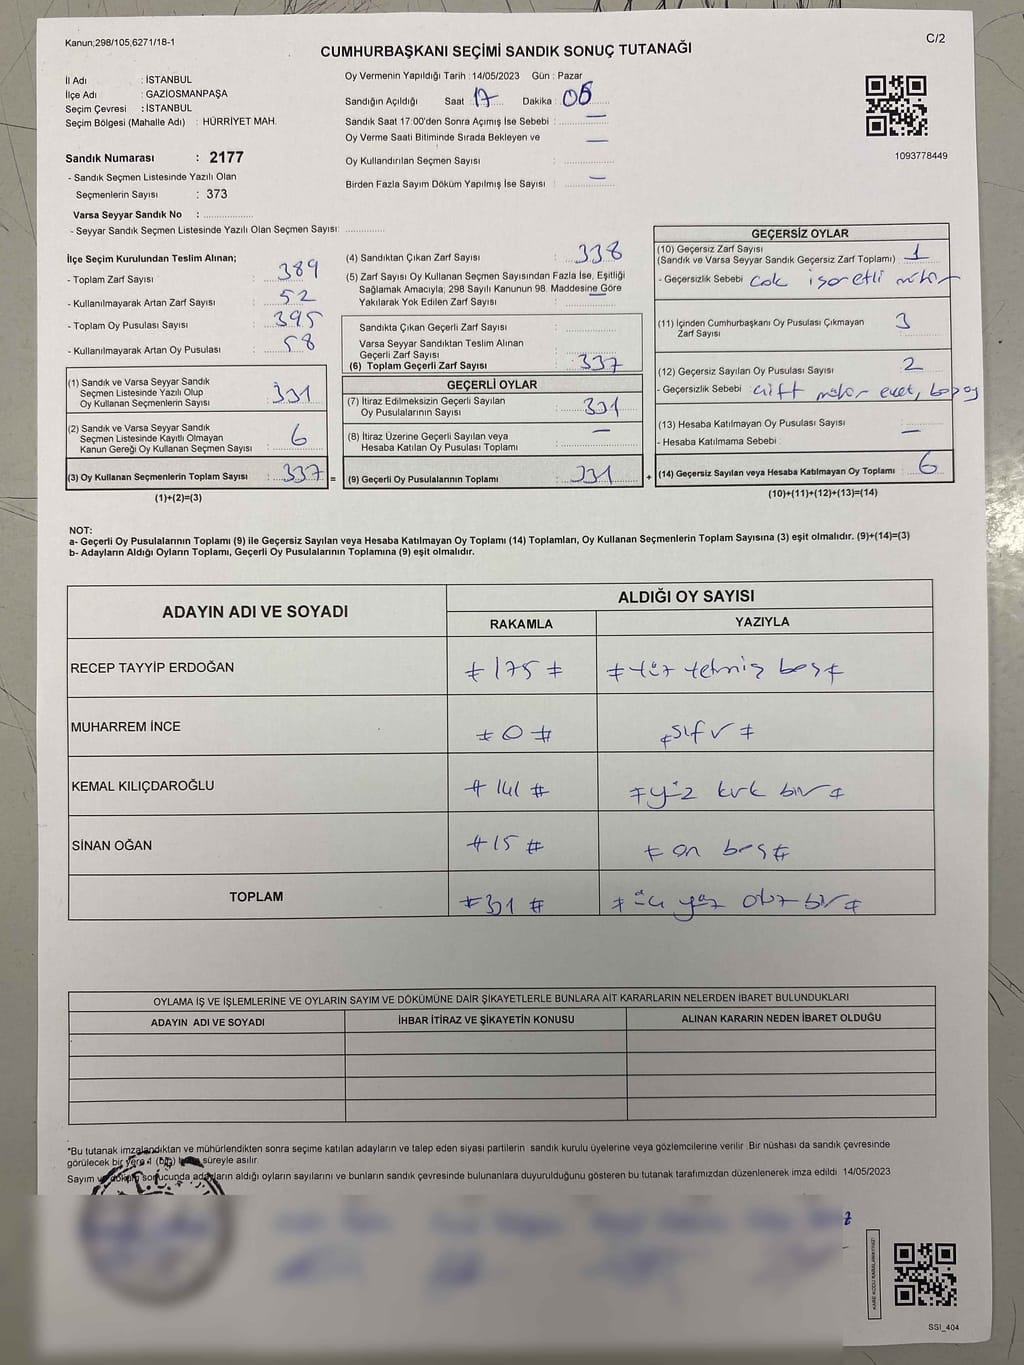 Kanun;298/105,6271/18-1
C/2
CUMHURBAŞKANI SEÇİMİ SANDIK SONUÇ TUTANAĞI
İl Adı : İSTANBUL
İlçe Adı : GAZİOSMANPAŞA
Seçim Çevresi : İSTANBUL
Seçim Bölgesi (Mahalle Adı) : HÜRRİYET MAH.
Sandık Numarası : 2177
- Sandık Seçmen Listesinde Yazılı Olan
Seçmenlerin Sayısı : 373
Varsa Seyyar Sandık No : ..................
- Seyyar Sandık Seçmen Listesinde Yazılı Olan Seçmen Sayısı: ..............
Oy Vermenin Yapıldığı Tarih : 14/05/2023 Gün : Pazar
Sandığın Açıldığı Saat 17 Dakika : 06
Sandık Saat 17:00'den Sonra Açımış İse Sebebi : —
Oy Verme Saati Bitiminde Sırada Bekleyen ve —
Oy Kullandırılan Seçmen Sayısı : ..................
Birden Fazla Sayım Döküm Yapılmış İse Sayısı : —
1093778449
İlçe Seçim Kurulundan Teslim Alınan;
- Toplam Zarf Sayısı : 389
- Kullanılmayarak Artan Zarf Sayısı : 52
- Toplam Oy Pusulası Sayısı : 395
- Kullanılmayarak Artan Oy Pusulası : 58
(1) Sandık ve Varsa Seyyar Sandık
Seçmen Listesinde Yazılı Olup
Oy Kullanan Seçmenlerin Sayısı : 331
(2) Sandık ve Varsa Seyyar Sandık
Seçmen Listesinde Kayıtlı Olmayan
Kanun Gereği Oy Kullanan Seçmen Sayısı : 6
(3) Oy Kullanan Seçmenlerin Toplam Sayısı : 337 =
(1)+(2)=(3)
(4) Sandıktan Çıkan Zarf Sayısı : 338
(5) Zarf Sayısı Oy Kullanan Seçmen Sayısından Fazla İse, Eşitliği
Sağlamak Amacıyla; 298 Sayılı Kanunun 98. Maddesine Göre
Yakılarak Yok Edilen Zarf Sayısı : —
Sandıkta Çıkan Geçerli Zarf Sayısı : ..................
Varsa Seyyar Sandıktan Teslim Alınan
Geçerli Zarf Sayısı : ..................
(6) Toplam Geçerli Zarf Sayısı : 337
GEÇERLİ OYLAR
(7) İtiraz Edilmeksizin Geçerli Sayılan
Oy Pusulalarının Sayısı : 331
(8) İtiraz Üzerine Geçerli Sayılan veya —
Hesaba Katılan Oy Pusulası Toplamı : ..................
(9) Geçerli Oy Pusulalarının Toplamı : 331 +
GEÇERSİZ OYLAR
(10) Geçersiz Zarf Sayısı
(Sandık ve Varsa Seyyar Sandık Geçersiz Zarf Toplamı) : 1
- Geçersizlik Sebebi : cok işaretli mühür
(11) İçinden Cumhurbaşkanı Oy Pusulası Çıkmayan 3
Zarf Sayısı
(12) Geçersiz Sayılan Oy Pusulası Sayısı : 2
- Geçersizlik Sebebi : çift mühür evet,
(13) Hesaba Katılmayan Oy Pusulası Sayısı : —
- Hesaba Katılmama Sebebi :
(14) Geçersiz Sayılan veya Hesaba Katılmayan Oy Toplamı : 6
(10)+(11)+(12)+(13)=(14)
NOT:
a- Geçerli Oy Pusulalarının Toplamı (9) ile Geçersiz Sayılan veya Hesaba Katılmayan Oy Toplamı (14) Toplamları, Oy Kullanan Seçmenlerin Toplam Sayısına (3) eşit olmalıdır. (9)+(14)=(3)
b- Adayların Aldığı Oyların Toplamı, Geçerli Oy Pusulalarının Toplamına (9) eşit olmalıdır.
ADAYIN ADI VE SOYADI
ALDIĞI OY SAYISI
RAKAMLA YAZIYLA
RECEP TAYYİP ERDOĞAN # 175 # # yüz yetmiş beş #
MUHARREM İNCE # 0 # # sıfır #
KEMAL KILIÇDAROĞLU # 141 # # yüz kırk bir #
SİNAN OĞAN # 15 # # on beş #
TOPLAM # 331 # # üç yüz otuz bir #
OYLAMA İŞ VE İŞLEMLERİNE VE OYLARIN SAYIM VE DÖKÜMÜNE DAİR ŞİKAYETLERLE BUNLARA AİT KARARLARIN NELERDEN İBARET BULUNDUKLARI
ADAYIN ADI VE SOYADI İHBAR İTİRAZ VE ŞİKAYETİN KONUSU ALINAN KARARIN NEDEN İBARET OLDUĞU
*Bu tutanak imzalandıktan ve mühürlendikten sonra seçime katılan adayların ve talep eden siyasi partilerin sandık kurulu üyelerine veya gözlemcilerine verilir .Bir nüshası da sandık çevresinde
görülecek bir yere 1 (bir) hafta süreyle asılır.
Sayım ve döküm sonucunda adayların aldığı oyların sayılarını ve bunların sandık çevresinde bulunanlara duyurulduğunu gösteren bu tutanak tarafımızdan düzenlenerek imza edildi 14/05/2023
SSI_404